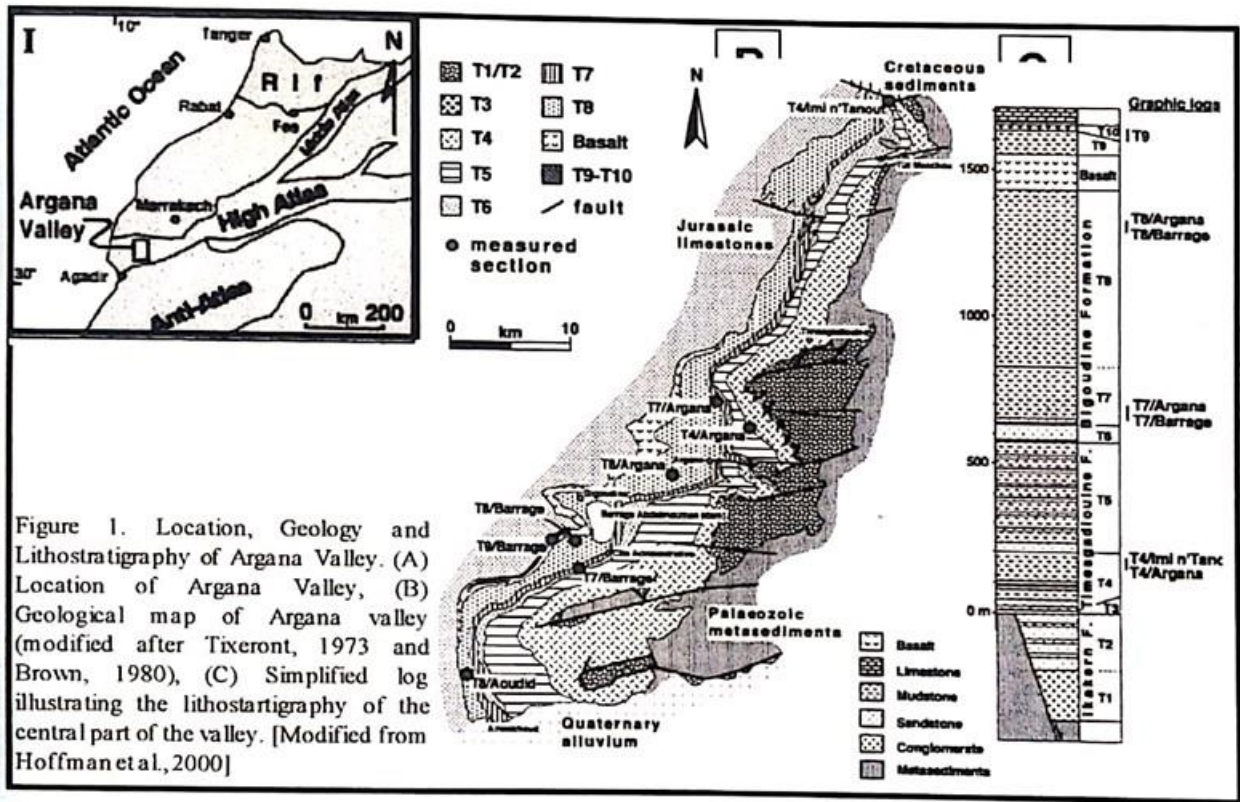 I
10°
Tanger
N
Rif
Rabat
Fes
Middle Atlas
Atlantic Ocean
Marrakech
High Atlas
Argana
Valley
30°
Agadir
Anti-Atlas
0 km 200
T1/T2
T3
T4
T5
T6
T7
T8
Basalt
T9-T10
fault
measured
section
0 km 10
N
Cretaceous
sediments
T4/Imi n'Tanout
Jurassic
limestones
T7/Argana
T4/Argana
T8/Argana
T8/Barrage
T9/Barrage
T7/Barrage
T8/Aoudid
Palaeozoic
metasediments
Quaternary
alluvium
Basalt
Limestone
Mudstone
Sandstone
Conglomerate
Metasediments
Graphic logs
T10
T9
T9
1500
Basalt
T8/Argana
T8/Barrage
T8
1000
Bigoudine Formation
T7
T7/Argana
T7/Barrage
T6
500
T5
Timesgadiouine F.
T4/Imi n'Tanc
T4/Argana
T4
0 m
T3
T2
Ikakern F.
T1
Figure 1. Location, Geology and
Lithostratigraphy of Argana Valley. (A)
Location of Argana Valley, (B)
Geological map of Argana valley
(modified after Tixeront, 1973 and
Brown, 1980), (C) Simplified log
illustrating the lithostartigraphy of the
central part of the valley. [Modified from
Hoffman et al., 2000]